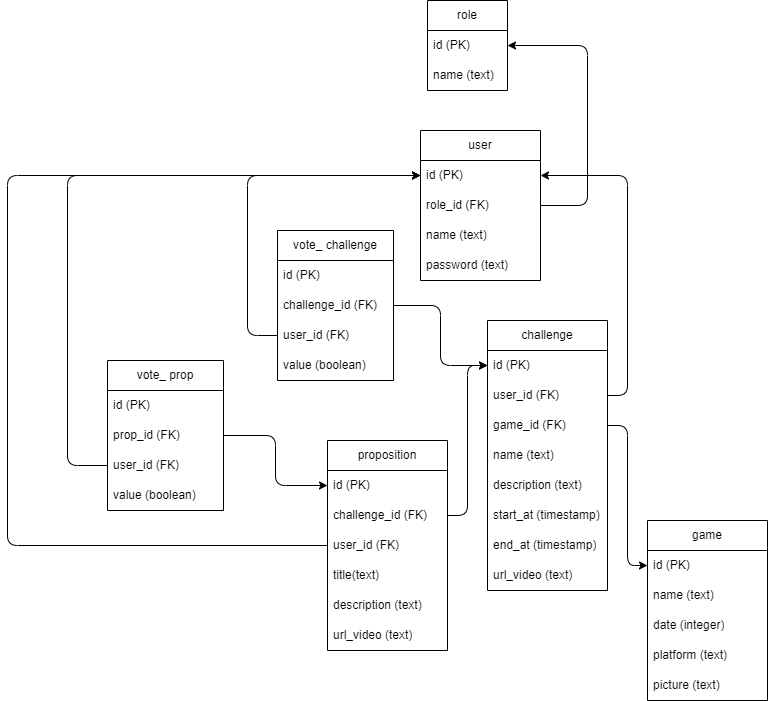 role
id (PK)
name (text)
user
id (PK)
role_id (FK)
name (text)
password (text)
vote_ challenge
id (PK)
challenge_id (FK)
user_id (FK)
value (boolean)
challenge
id (PK)
user_id (FK)
game_id (FK)
name (text)
description (text)
start_at (timestamp)
end_at (timestamp)
url_video (text)
vote_ prop
id (PK)
prop_id (FK)
user_id (FK)
value (boolean)
proposition
id (PK)
challenge_id (FK)
user_id (FK)
title(text)
description (text)
url_video (text)
game
id (PK)
name (text)
date (integer)
platform (text)
picture (text)